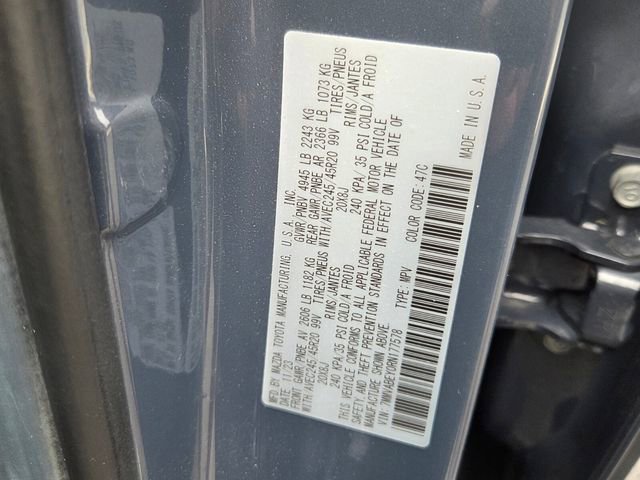 MFD. BY MAZDA TOYOTA MANUFACTURING, U.S.A., INC.
DATE 11/23 GVWR/PNBV 4945 LB 2243 KG
FRONT GAWR/PNBE AV 2606 LB 1182 KG REAR GAWR/PNBE AR 2366 LB 1073 KG
WITH/AVEC245/45R20 99V TIRES/PNEUS WITH/AVEC245/45R20 99V TIRES/PNEUS
20X8J RIMS/JANTES 20X8J RIMS/JANTES
240 KPA/35 PSI COLD/A FROID 240 KPA/35 PSI COLD/A FROID
THIS VEHICLE CONFORMS TO ALL APPLICABLE FEDERAL MOTOR VEHICLE
SAFETY, AND THEFT PREVENTION STANDARDS IN EFFECT ON THE DATE OF
MANUFACTURE SHOWN ABOVE.
VIN: TYPE: MPV COLOR CODE: 47C
MADE IN U.S.A.